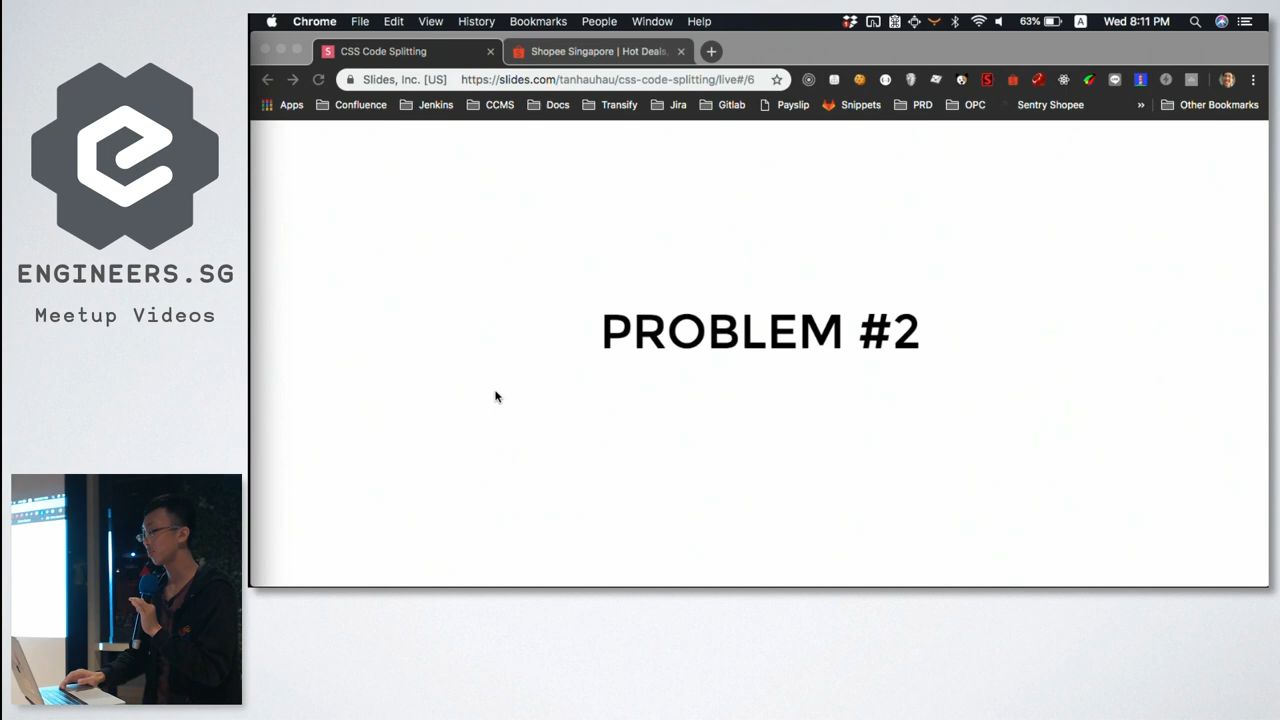 Chrome File Edit View History Bookmarks People Window Help 63% A Wed 8:11 PM
CSS Code Splitting
Shopee Singapore | Hot Deals,
Slides, Inc. [US] https://slides.com/tanhauhau/css-code-splitting/live#/6
Apps Confluence Jenkins CCMS Docs Transify Jira Gitlab Payslip Snippets PRD OPC Sentry Shopee » Other Bookmarks
ENGINEERS.SG
Meetup Videos
PROBLEM #2